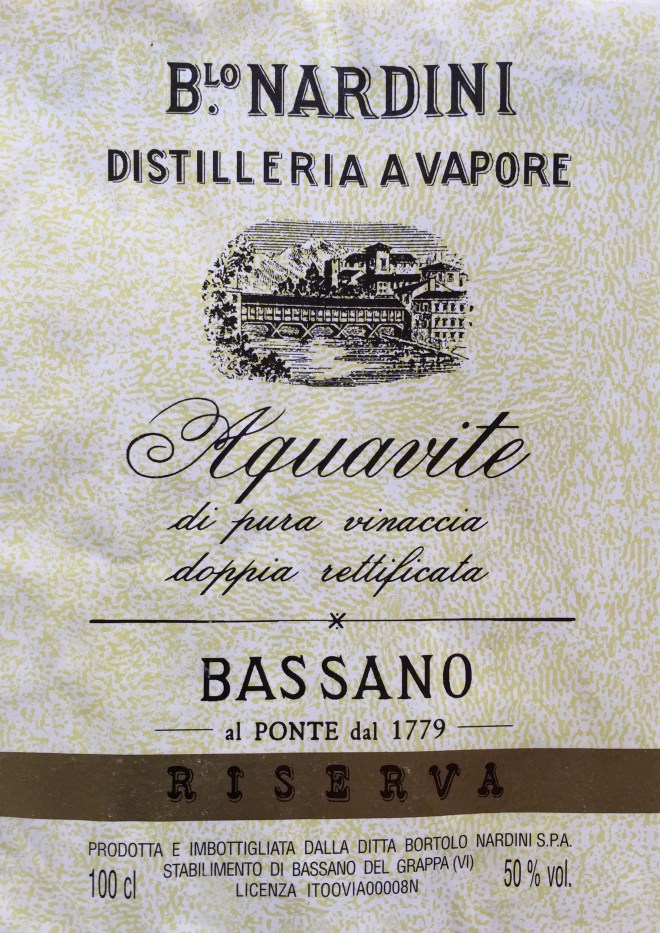 B.LO NARDINI
DISTILLERIA A VAPORE
Aquavite
di pura vinaccia
doppia rettificata
BASSANO
al PONTE dal 1779
RISERVA
PRODOTTA E IMBOTTIGLIATA DALLA DITTA BORTOLO NARDINI S.P.A.
STABILIMENTO DI BASSANO DEL GRAPPA (VI)
LICENZA ITOOVIA00008N
100 cl
50 % vol.